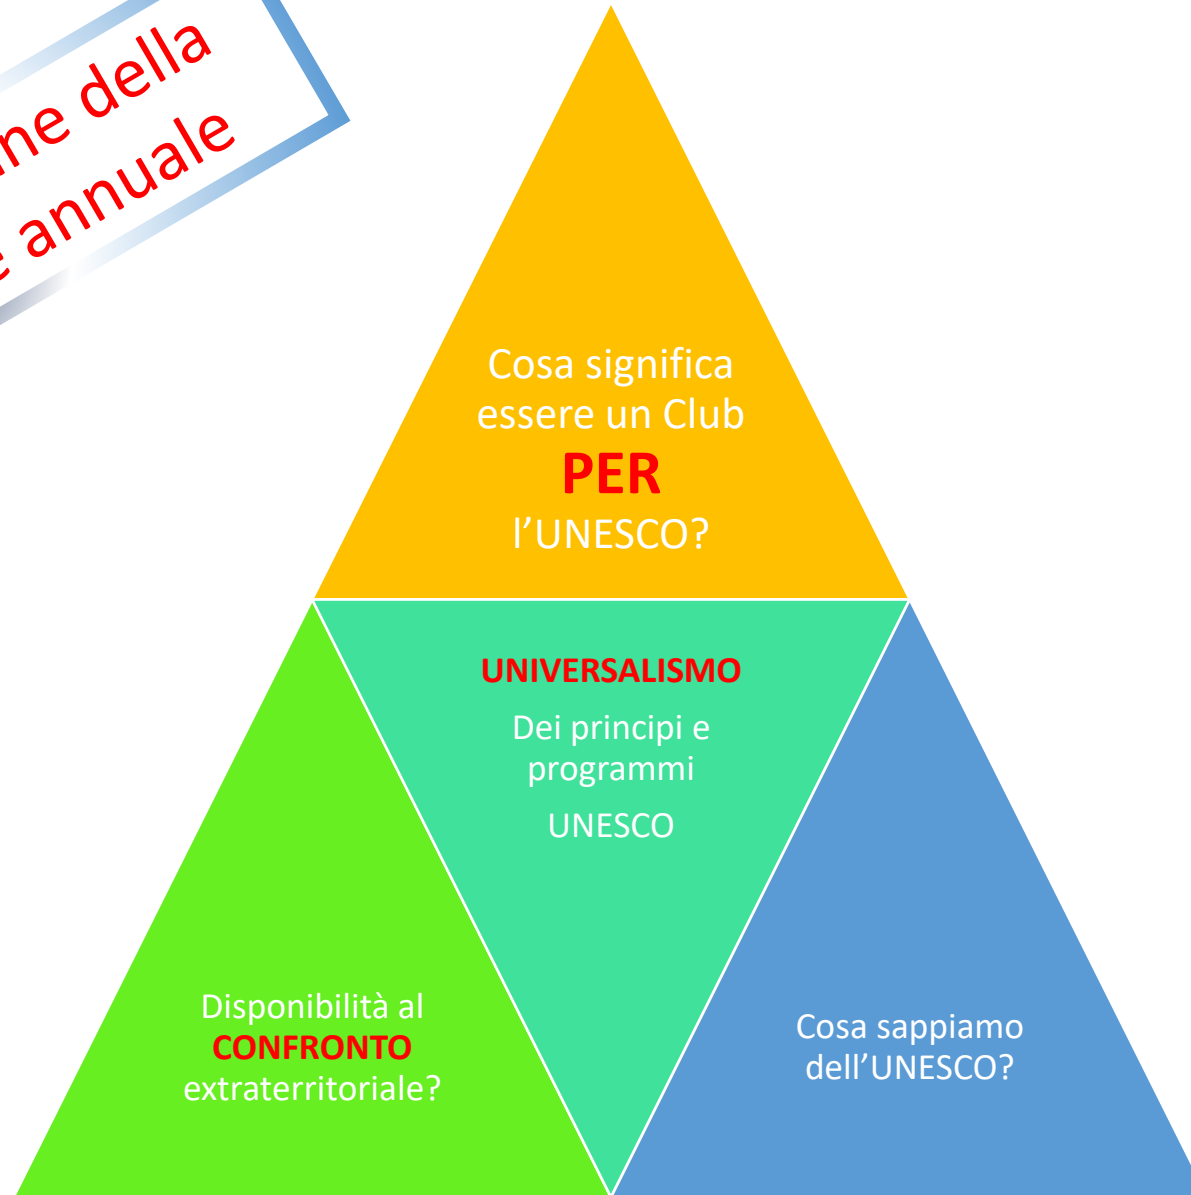 della
annuale
Cosa significa
essere un Club
PER
l’UNESCO?
UNIVERSALISMO
Dei principi e
programmi
UNESCO
Disponibilità al
CONFRONTO
extraterritoriale?
Cosa sappiamo
dell’UNESCO?